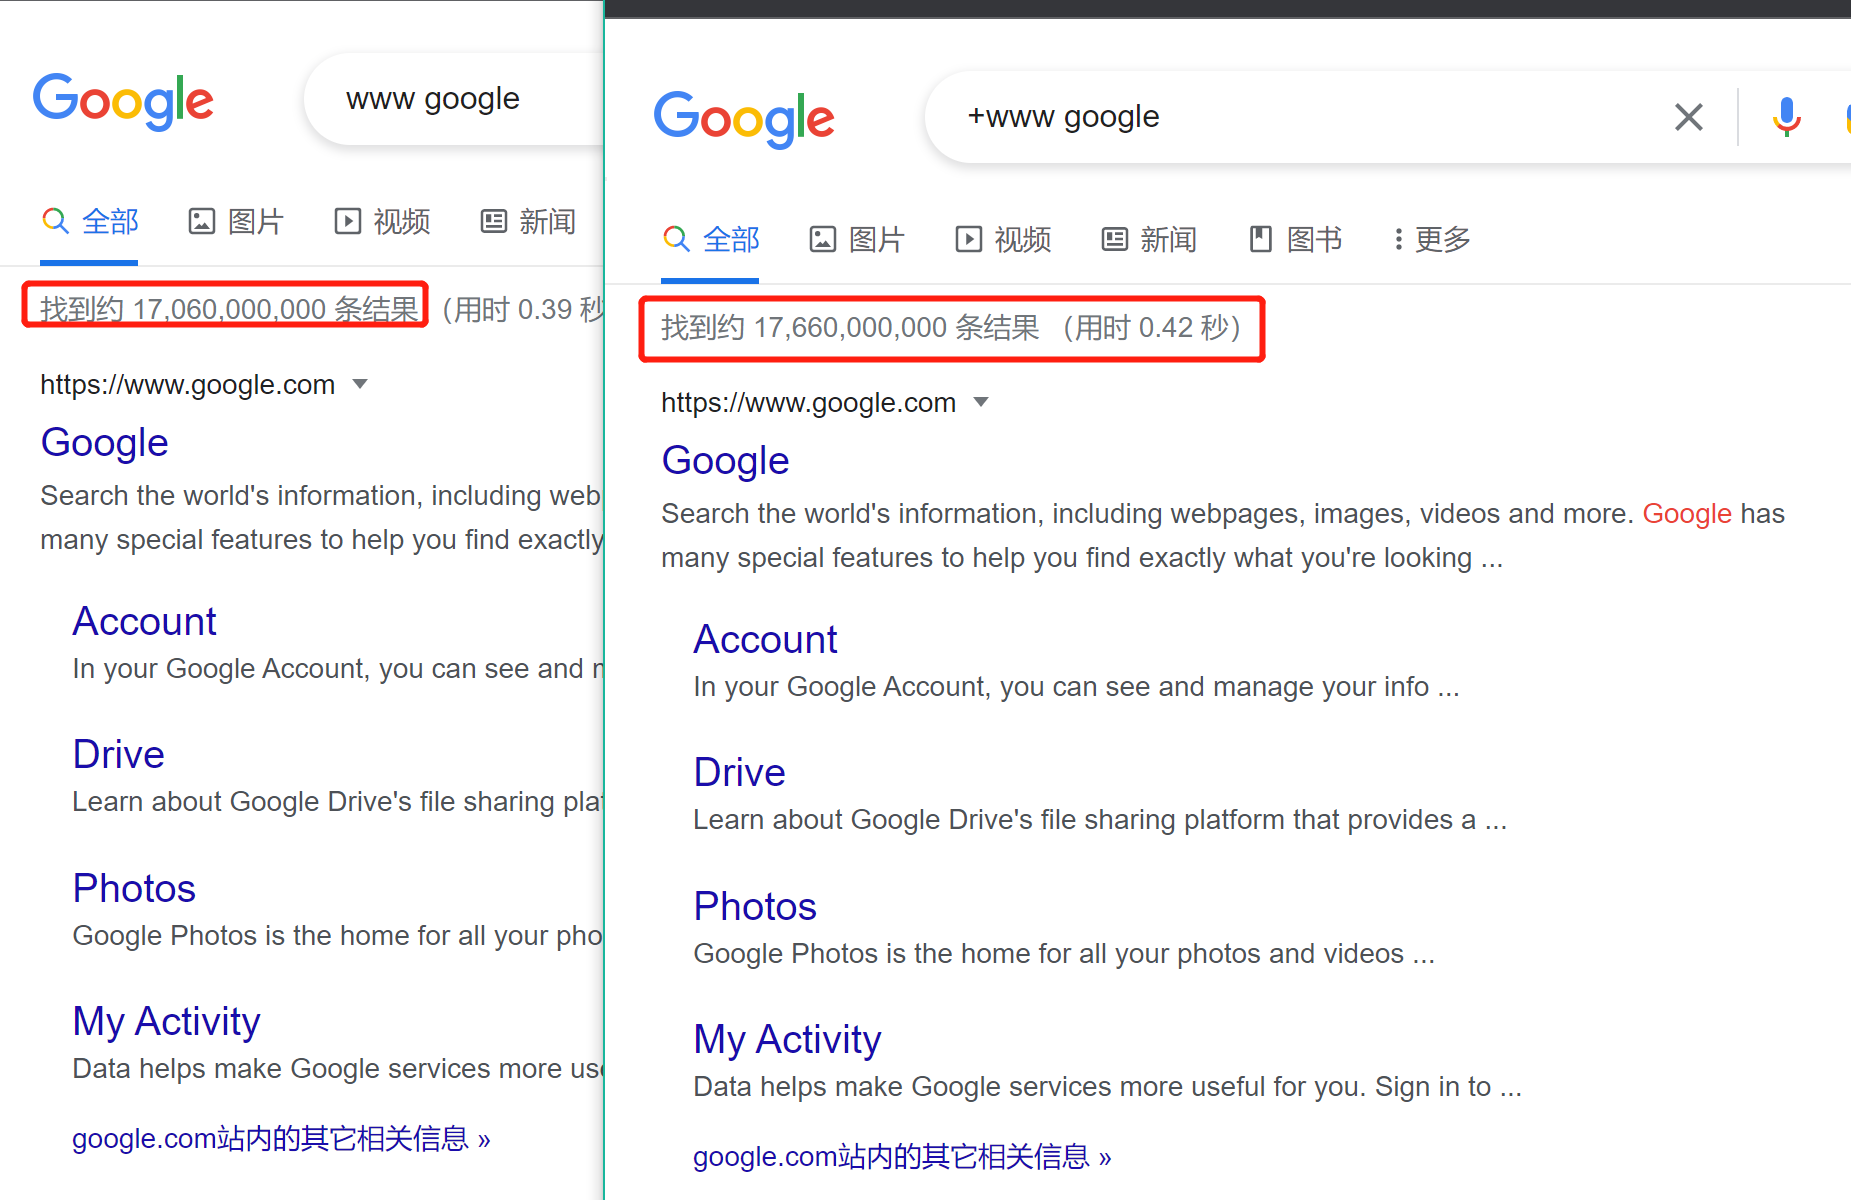 Google
www google
全部 图片 视频 新闻
找到约 17,060,000,000 条结果 (用时 0.39 秒
https://www.google.com
Google
Search the world's information, including web
many special features to help you find exactly
Account
In your Google Account, you can see and
Drive
Learn about Google Drive's file sharing
Photos
Google Photos is the home for all your pho
My Activity
Data helps make Google services more use
google.com站内的其它相关信息 »
Google
+www google
全部 图片 视频 新闻 图书 更多
找到约 17,660,000,000 条结果 (用时 0.42 秒)
https://www.google.com
Google
Search the world's information, including webpages, images, videos and more. Google has
many special features to help you find exactly what you're looking ...
Account
In your Google Account, you can see and manage your info ...
Drive
Learn about Google Drive's file sharing platform that provides a ...
Photos
Google Photos is the home for all your photos and videos ...
My Activity
Data helps make Google services more useful for you. Sign in to ...
google.com站内的其它相关信息 »